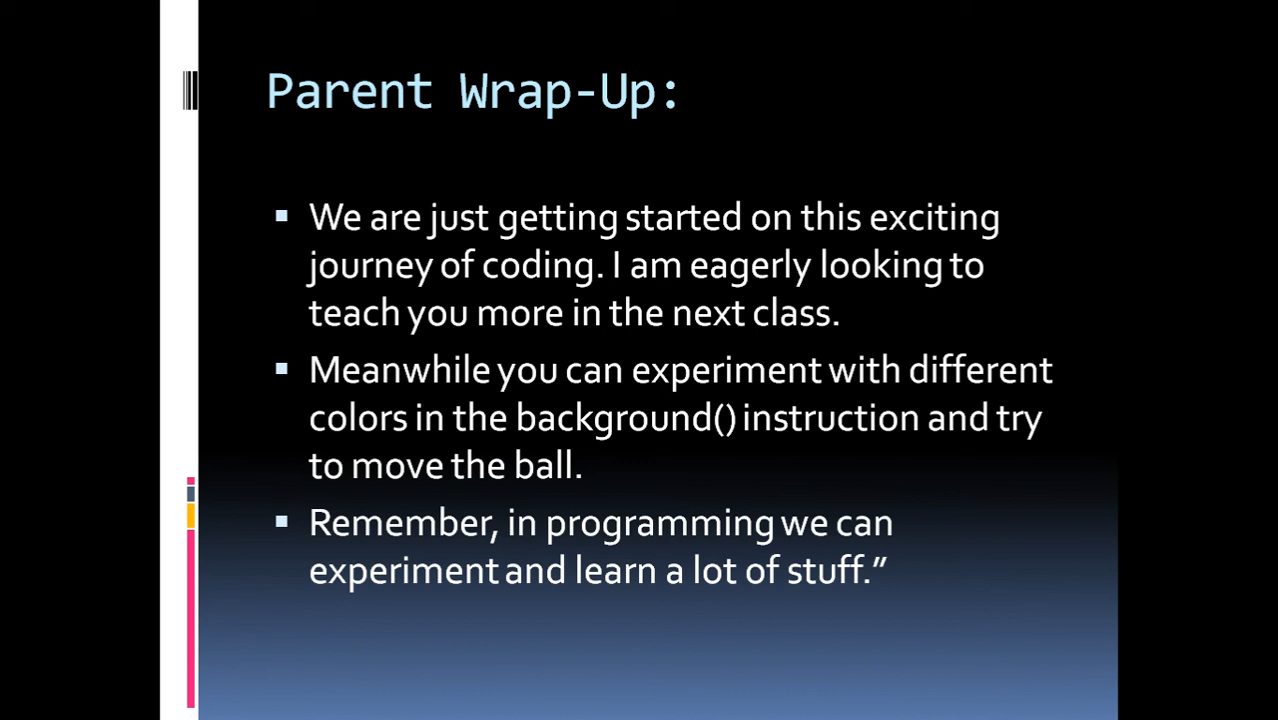 Parent Wrap-Up:
We are just getting started on this exciting
journey of coding. I am eagerly looking to
teach you more in the next class.
Meanwhile you can experiment with different
colors in the background() instruction and try
to move the ball.
Remember, in programming we can
experiment and learn a lot of stuff.”